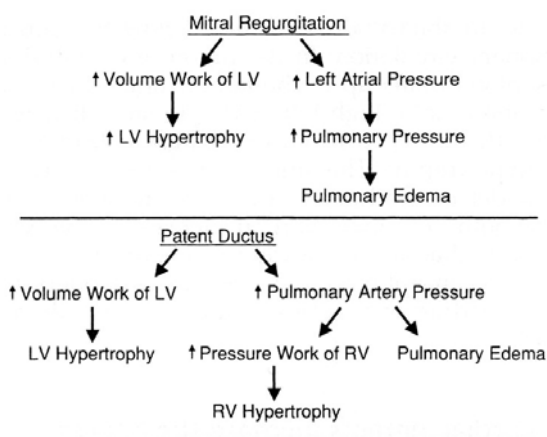 Mitral Regurgitation
↑ Volume Work of LV ↑ Left Atrial Pressure
↑ LV Hypertrophy ↑ Pulmonary Pressure
Pulmonary Edema
Patent Ductus
↑ Volume Work of LV ↑ Pulmonary Artery Pressure
LV Hypertrophy ↑ Pressure Work of RV Pulmonary Edema
RV Hypertrophy